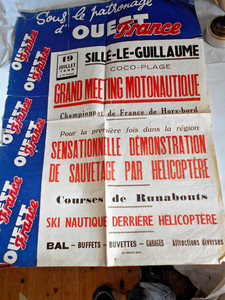 Sous le patronage
d'OUEST
France
19
JUILLET
SILLÉ-LE-GUILLAUME
COCO-PLAGE
GRAND MEETING MOTONAUTIQUE
Championnat de France de Hors-bord
Pour la première fois dans la région
SENSATIONNELLE DÉMONSTRATION
DE SAUVETAGE PAR HÉLICOPTÈRE
Courses de Runabouts
SKI NAUTIQUE DERRIÈRE HÉLICOPTÈRE
BAL - BUFFETS - BUVETTES - GARAGES - Attractions diverses
OUEST
France
OUEST
France
OUEST
France
OUEST
France